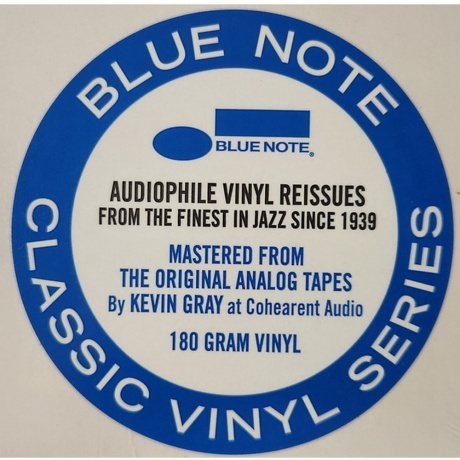 BLUE NOTE
BLUE NOTE®
AUDIOPHILE VINYL REISSUES
FROM THE FINEST IN JAZZ SINCE 1939
MASTERED FROM
THE ORIGINAL ANALOG TAPES
By KEVIN GRAY at Cohearent Audio
180 GRAM VINYL
CLASSIC VINYL SERIES